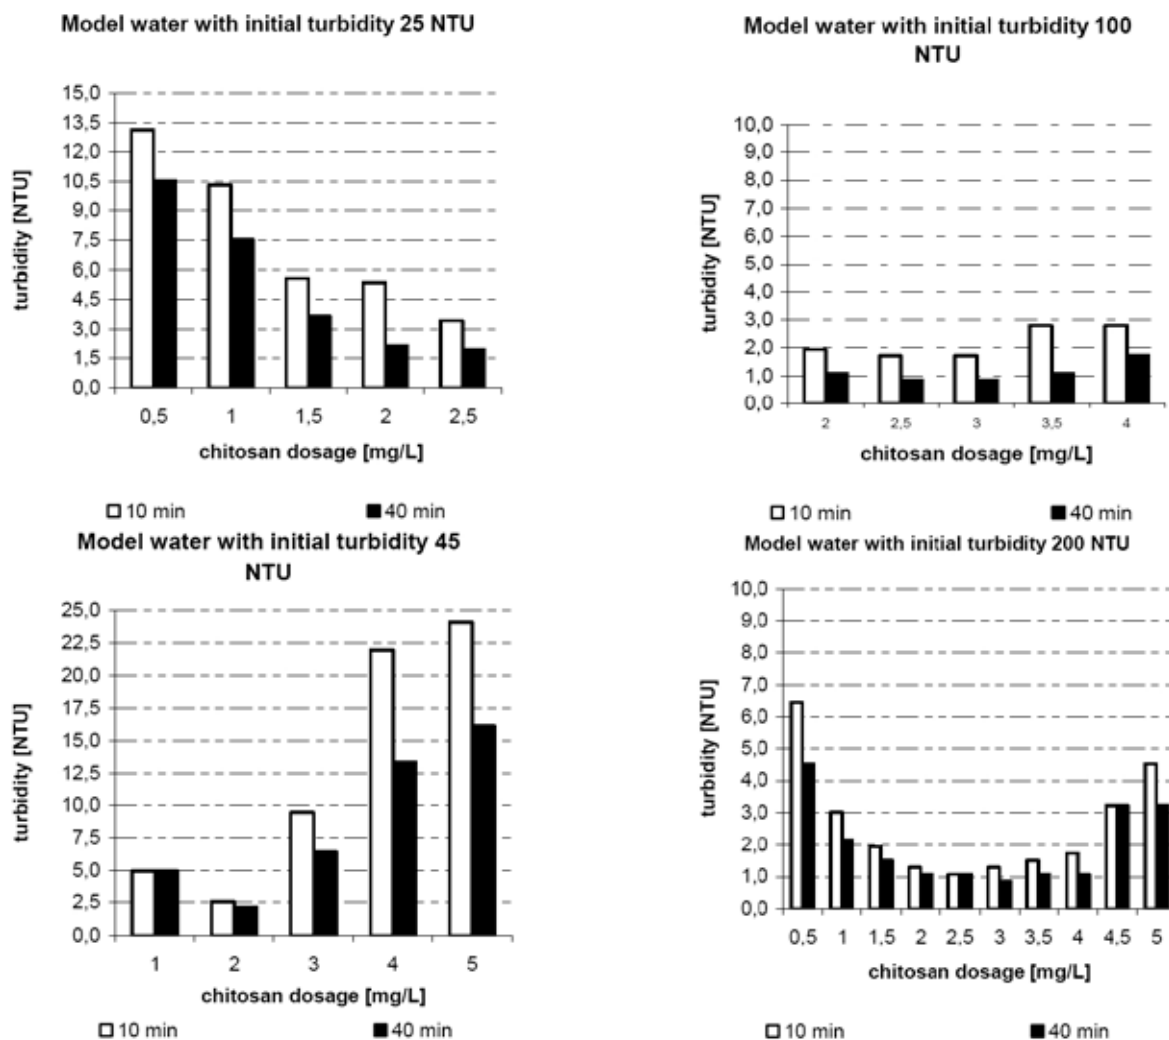 Model water with initial turbidity 25 NTU
15,0
13,5
12,0
10,5
9,0
7,5
6,0
4,5
3,0
1,5
0,0
turbidity [NTU]
0,5 1 1,5 2 2,5
chitosan dosage [mg/L]
10 min 40 min
Model water with initial turbidity 100
NTU
10,0
9,0
8,0
7,0
6,0
5,0
4,0
3,0
2,0
1,0
0,0
turbidity [NTU]
2 2,5 3 3,5 4
chitosan dosage [mg/L]
10 min 40 min
Model water with initial turbidity 45
NTU
25,0
22,5
20,0
17,5
15,0
12,5
10,0
7,5
5,0
2,5
0,0
turbidity [NTU]
1 2 3 4 5
chitosan dosage [mg/L]
10 min 40 min
Model water with initial turbidity 200 NTU
10,0
9,0
8,0
7,0
6,0
5,0
4,0
3,0
2,0
1,0
0,0
turbidity [NTU]
0,5 1 1,5 2 2,5 3 3,5 4 4,5 5
chitosan dosage [mg/L]
10 min 40 min